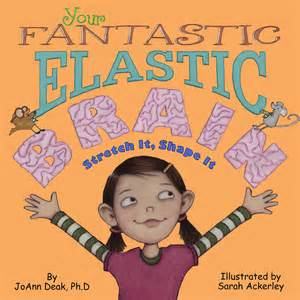 Your
FANTASTIC
ELASTIC
BRAIN
Stretch It, Shape It
By
JoAnn Deak, Ph.D
Illustrated by
Sarah Ackerley